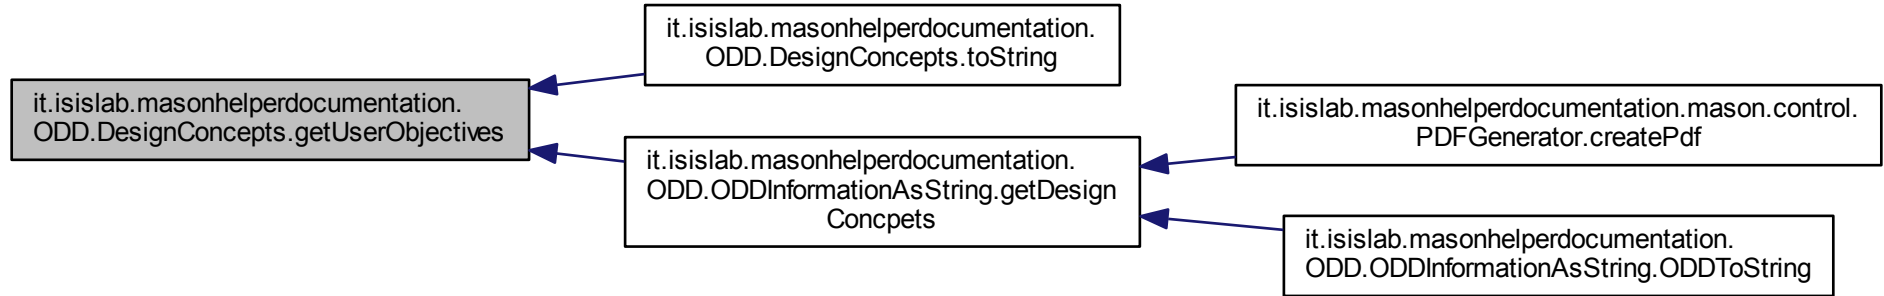 it.isislab.masonhelperdocumentation.
ODD.DesignConcepts.getUserObjectives
it.isislab.masonhelperdocumentation.
ODD.DesignConcepts.toString
it.isislab.masonhelperdocumentation.
ODD.ODDInformationAsString.getDesign
Concpets
it.isislab.masonhelperdocumentation.mason.control.
PDFGenerator.createPdf
it.isislab.masonhelperdocumentation.
ODD.ODDInformationAsString.ODDToString